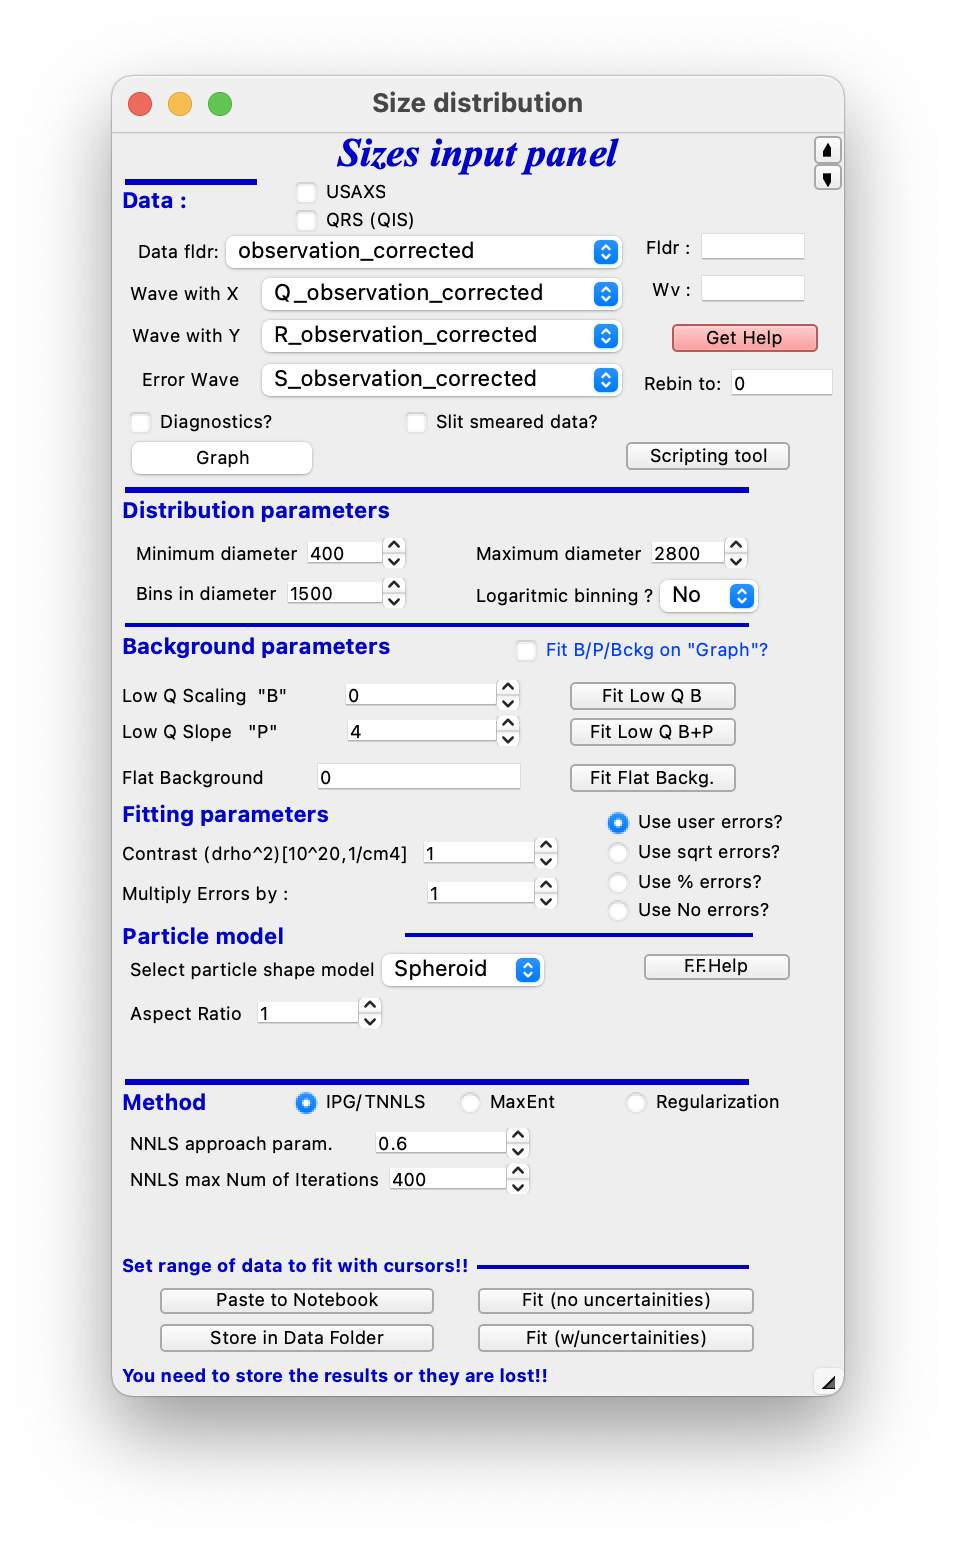 Size distribution
Sizes input panel
Data :
USAXS
QRS (QIS)
Data fldr: observation_corrected Fldr :
Wave with X Q_observation_corrected Wv :
Wave with Y R_observation_corrected Get Help
Error Wave S_observation_corrected Rebin to: 0
Diagnostics? Slit smeared data?
Graph Scripting tool
Distribution parameters
Minimum diameter 400 Maximum diameter 2800
Bins in diameter 1500 Logaritmic binning ? No
Background parameters Fit B/P/Bckg on "Graph"?
Low Q Scaling "B" 0 Fit Low Q B
Low Q Slope "P" 4 Fit Low Q B+P
Flat Background 0 Fit Flat Backg.
Fitting parameters Use user errors?
Contrast (drho^2)[10^20,1/cm4] 1 Use sqrt errors?
Multiply Errors by : 1 Use % errors?
Use No errors?
Particle model
Select particle shape model Spheroid F.F.Help
Aspect Ratio 1
Method IPG/TNNLS MaxEnt Regularization
NNLS approach param. 0.6
NNLS max Num of Iterations 400
Set range of data to fit with cursors!!
Paste to Notebook Fit (no uncertainities)
Store in Data Folder Fit (w/uncertainities)
You need to store the results or they are lost!!